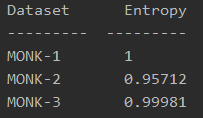 Dataset Entropy
--------- ---------
MONK-1 1
MONK-2 0.95712
MONK-3 0.99981